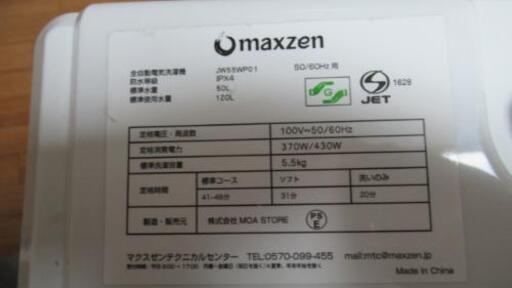 maxzen
全自動電気洗濯機 JW55WP01 50/60Hz 用
防水等級 IPX4
標準水量 50L
標準使用水量 120L
G
S JET 1628
定格電圧・周波数 100V~50/60Hz
定格消費電力 370W/430W
標準洗濯容量 5.5kg
定格時間 標準コース ソフト 洗いのみ
41-48分 31分 20分
製造・販売元 株式会社 MOA STORE PS E
マクスゼンテクニカルセンター TEL:0570-099-455 mail:mtc@maxzen.jp
Made in China